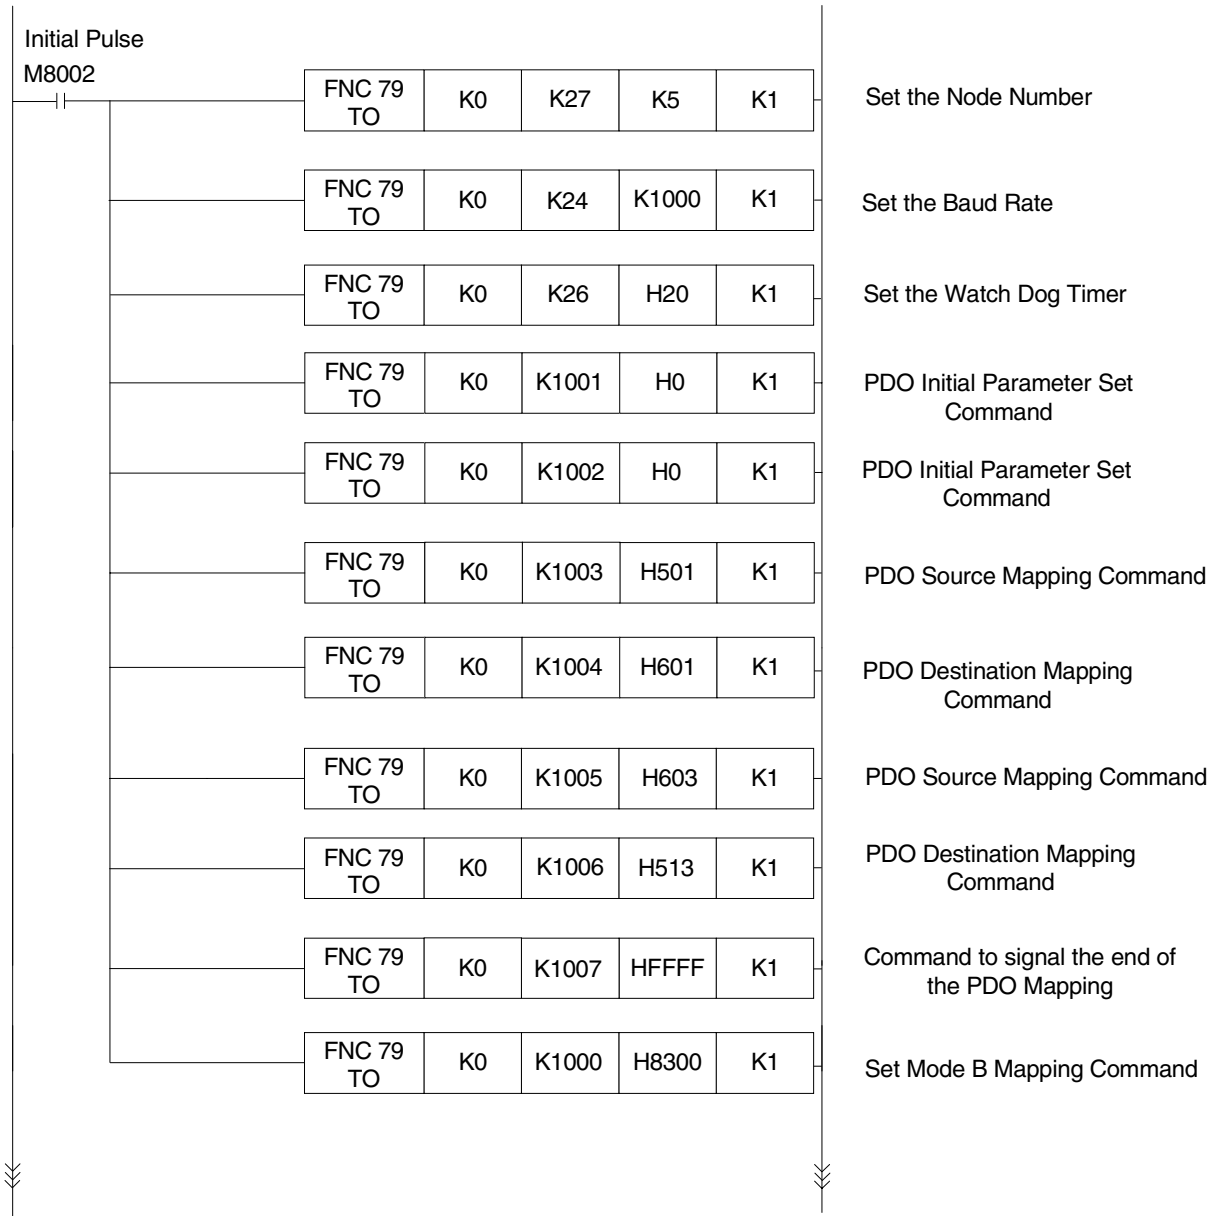 Initial Pulse
M8002
FNC 79
TO
K0
K27
K5
K1
Set the Node Number
FNC 79
TO
K0
K24
K1000
K1
Set the Baud Rate
FNC 79
TO
K0
K26
H20
K1
Set the Watch Dog Timer
FNC 79
TO
K0
K1001
H0
K1
PDO Initial Parameter Set
Command
FNC 79
TO
K0
K1002
H0
K1
PDO Initial Parameter Set
Command
FNC 79
TO
K0
K1003
H501
K1
PDO Source Mapping Command
FNC 79
TO
K0
K1004
H601
K1
PDO Destination Mapping
Command
FNC 79
TO
K0
K1005
H603
K1
PDO Source Mapping Command
FNC 79
TO
K0
K1006
H513
K1
PDO Destination Mapping
Command
FNC 79
TO
K0
K1007
HFFFF
K1
Command to signal the end of
the PDO Mapping
FNC 79
TO
K0
K1000
H8300
K1
Set Mode B Mapping Command